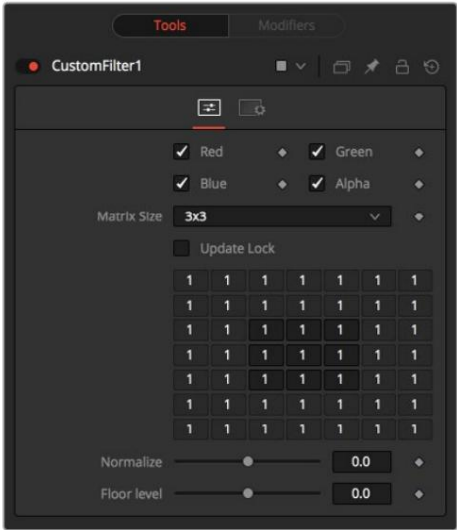 Tools Modifiers
CustomFilter1
Red Green
Blue Alpha
Matrix Size 3x3
Update Lock
1 1 1 1 1 1 1
1 1 1 1 1 1 1
1 1 1 1 1 1 1
1 1 1 1 1 1 1
1 1 1 1 1 1 1
1 1 1 1 1 1 1
1 1 1 1 1 1 1
Normalize 0.0
Floor level 0.0